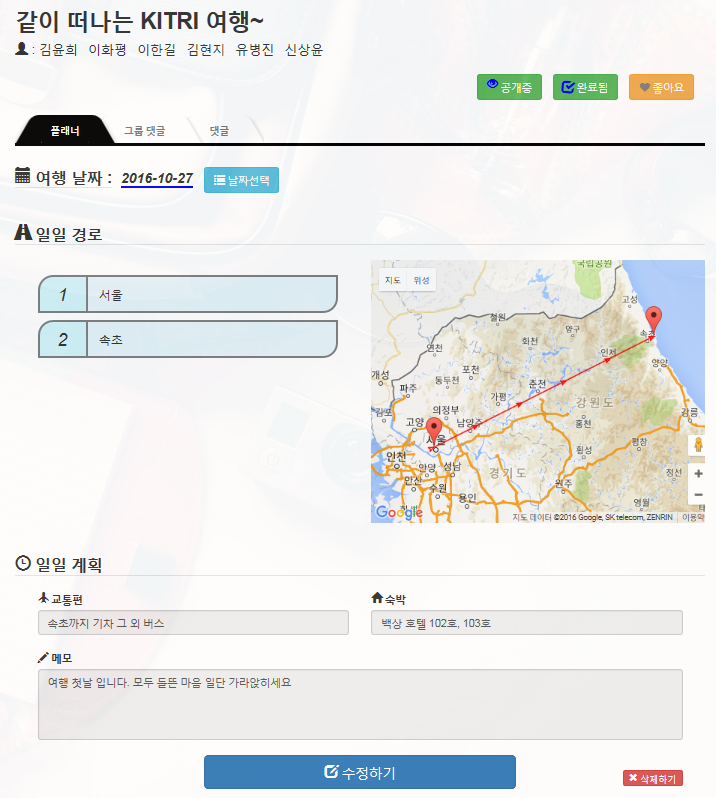 같이 떠나는 KITRI 여행~
: 김윤희 이화평 이한길 김현지 유병진 신상윤
공개중 완료됨 좋아요
플래너 그룹 댓글 댓글
여행 날짜 : 2016-10-27 날짜선택
일일 경로
1 서울
2 속초
지도 위성
국립공원
고성
철원
속초
양구
연천
화천
인제
양양
개성
포천
동두천
춘천
파주
가평
강원도
김포
의정부
강릉
고양
남양주
홍천
서울
인천
안양 성남
경기도
횡성
평창
정선
안산
수원
용인
원주
영월
Google
지도 데이터 ©2016 Google, SK telecom, ZENRIN 이용약
일일 계획
교통편 숙박
속초까지 기차 그 외 버스 백상 호텔 102호, 103호
메모
여행 첫날 입니다. 모두 들뜬 마음 일단 가라앉히세요
수정하기
삭제하기